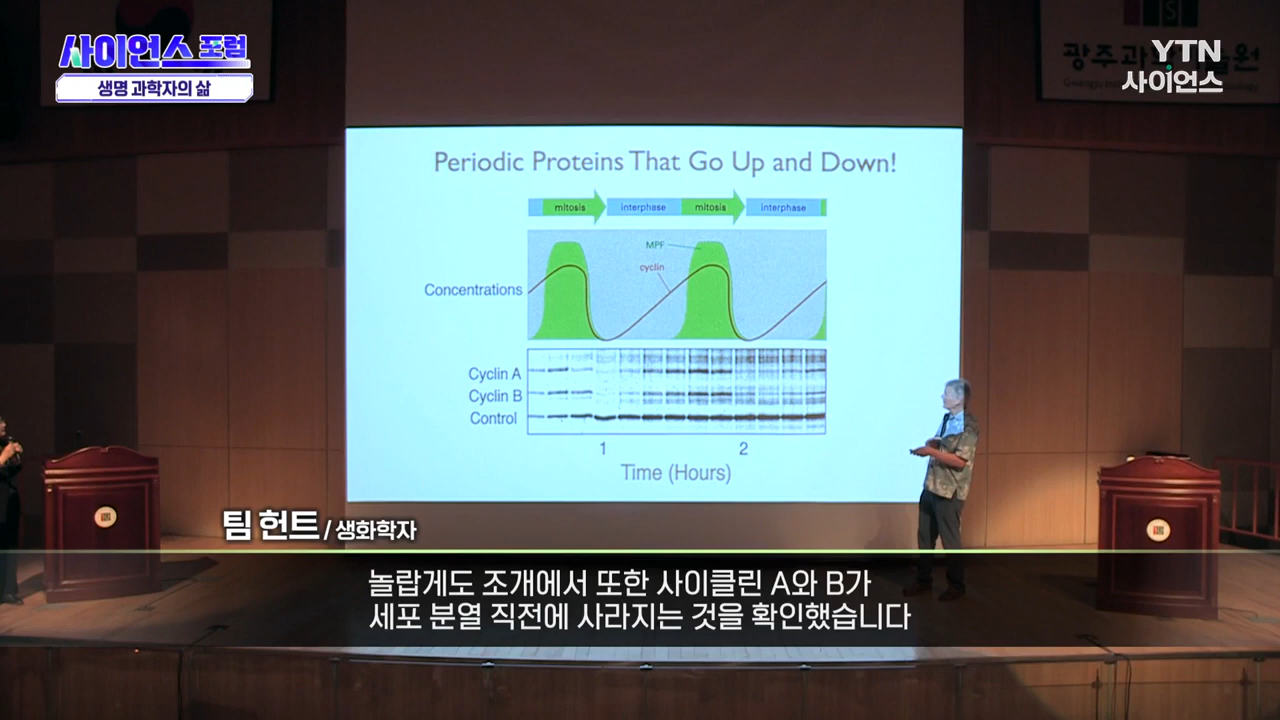 사이언스 포럼
생명 과학자의 삶
YTN
사이언스
Periodic Proteins That Go Up and Down!
mitosis interphase mitosis interphase
MPF
cyclin
Concentrations
Cyclin A
Cyclin B
Control
1 2
Time (Hours)
팀 헌트 / 생화학자
놀랍게도 조개에서 또한 사이클린 A와 B가
세포 분열 직전에 사라지는 것을 확인했습니다